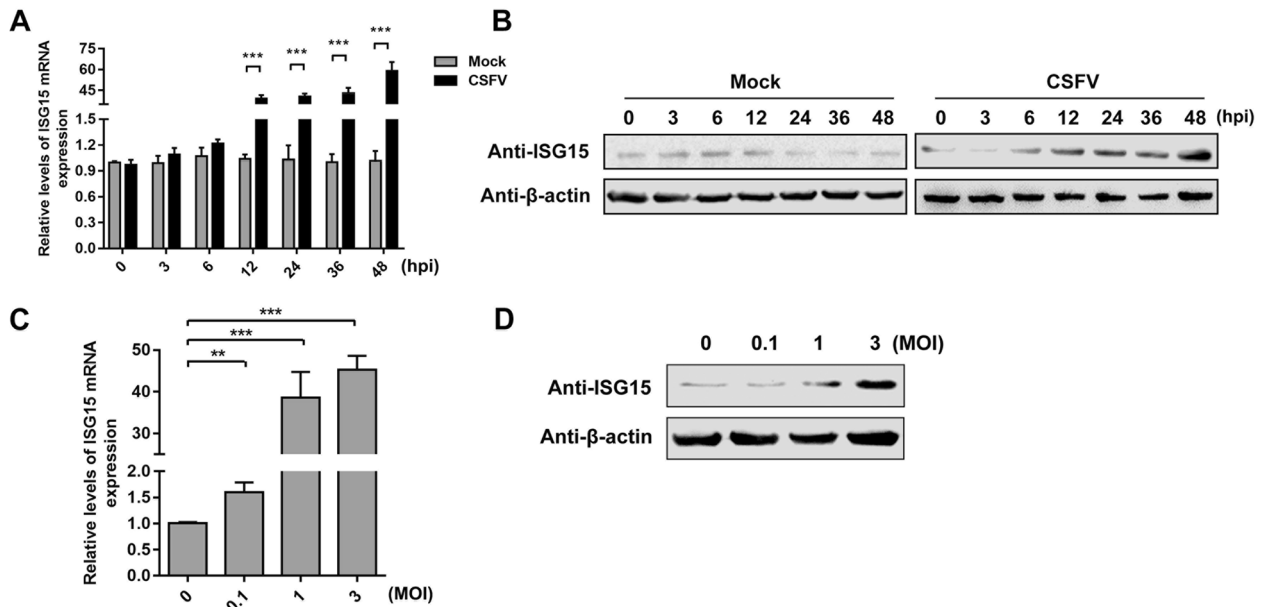 A
Relative levels of ISG15 mRNA
expression
75
60
45
1.5
1.2
0.9
0.6
0.3
0.0
*** *** *** ***
Mock
CSFV
0 3 6 12 24 36 48 (hpi)
B
Mock CSFV
0 3 6 12 24 36 48 0 3 6 12 24 36 48 (hpi)
Anti-ISG15
Anti-β-actin
C
Relative levels of ISG15 mRNA
expression
50
40
30
2.0
1.5
1.0
0.5
0.0
***
***
**
0 0.1 1 3 (MOI)
D
0 0.1 1 3 (MOI)
Anti-ISG15
Anti-β-actin